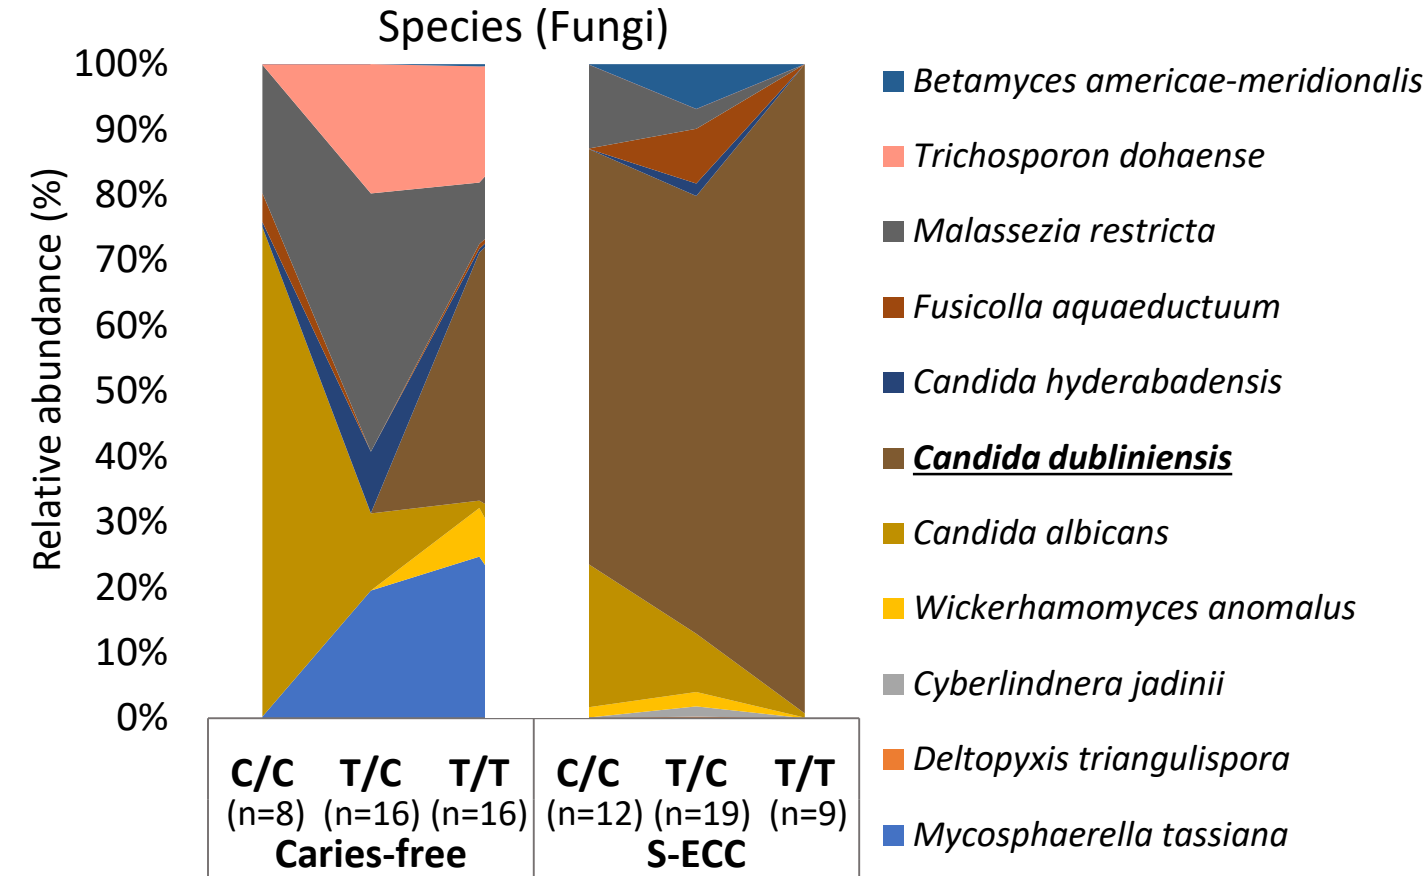 Species (Fungi)
Relative abundance (%)
100%
90%
80%
70%
60%
50%
40%
30%
20%
10%
0%
C/C T/C T/T C/C T/C T/T
(n=8) (n=16) (n=16) (n=12) (n=19) (n=9)
Caries-free S-ECC
Betamyces americae-meridionalis
Trichosporon dohaense
Malassezia restricta
Fusicolla aquaeductuum
Candida hyderabadensis
Candida dubliniensis
Candida albicans
Wickerhamomyces anomalus
Cyberlindnera jadinii
Deltopyxis triangulispora
Mycosphaerella tassiana